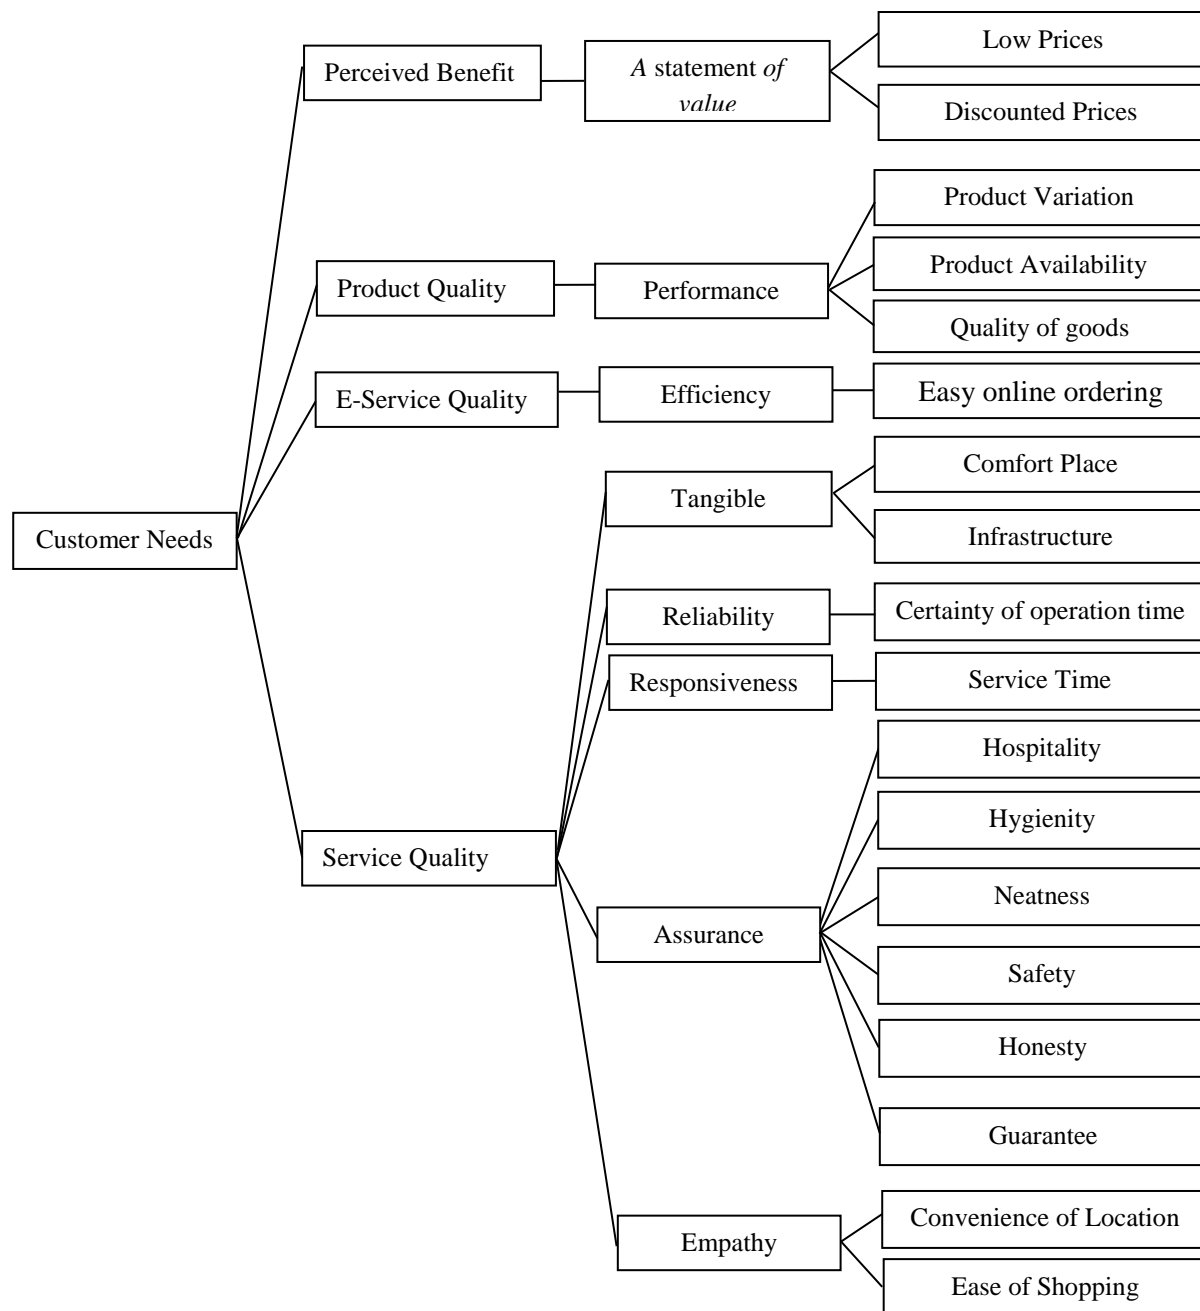 Low Prices
Perceived Benefit
A statement of
value
Discounted Prices
Product Variation
Product Availability
Product Quality
Performance
Quality of goods
E-Service Quality
Efficiency
Easy online ordering
Comfort Place
Tangible
Infrastructure
Customer Needs
Reliability
Certainty of operation time
Responsiveness
Service Time
Hospitality
Hygienity
Service Quality
Neatness
Assurance
Safety
Honesty
Guarantee
Convenience of Location
Empathy
Ease of Shopping